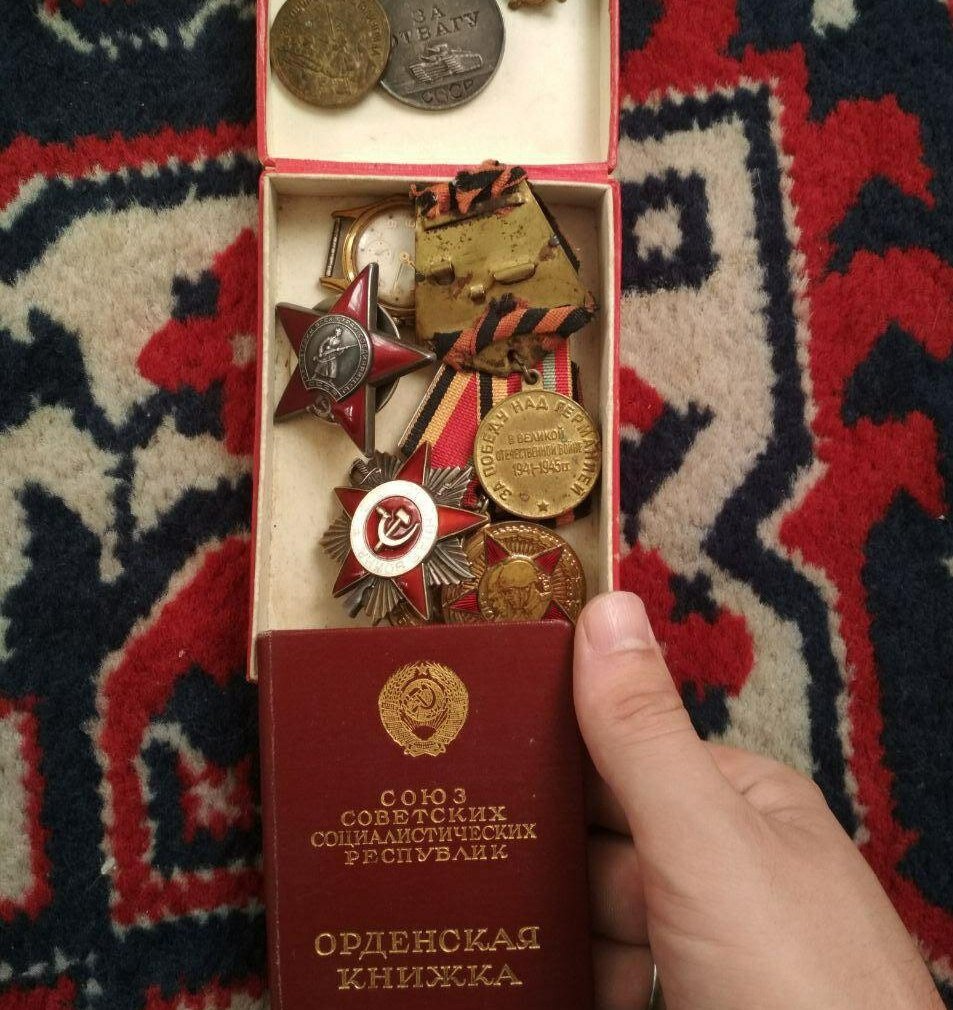 ЗА
ОТВАГУ
СССР
ЗА ПОБЕДУ НАД ГЕРМАНИЕЙ
В ВЕЛИКОЙ
ОТЕЧЕСТВЕННОЙ ВОЙНЕ
1941-1945 гг
СОЮЗ
СОВЕТСКИХ
СОЦИАЛИСТИЧЕСКИХ
РЕСПУБЛИК
ОРДЕНСКАЯ
КНИЖКА